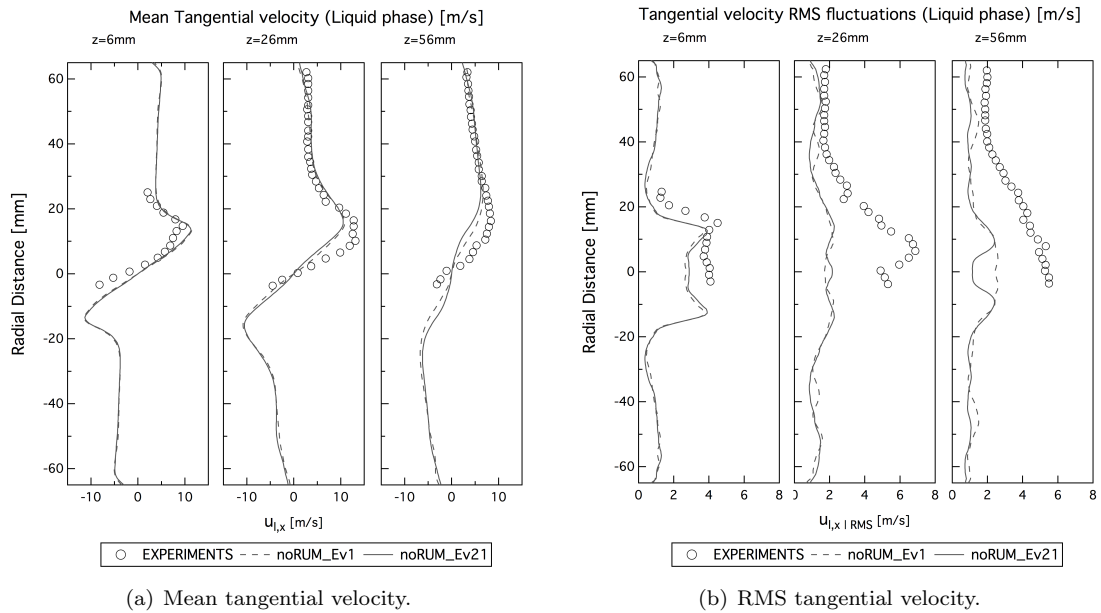 Mean Tangential velocity (Liquid phase) [m/s]
z=6mm z=26mm z=56mm
60
40
20
0
-20
-40
-60
Radial Distance [mm]
-10 0 10 -10 0 10 -10 0 10
u_l,x [m/s]
EXPERIMENTS noRUM_Ev1 noRUM_Ev21
(a) Mean tangential velocity.
Tangential velocity RMS fluctuations (Liquid phase) [m/s]
z=6mm z=26mm z=56mm
60
40
20
0
-20
-40
-60
Radial Distance [mm]
0 2 4 6 8 0 2 4 6 8 0 2 4 6 8
u_l,x | RMS [m/s]
EXPERIMENTS noRUM_Ev1 noRUM_Ev21
(b) RMS tangential velocity.